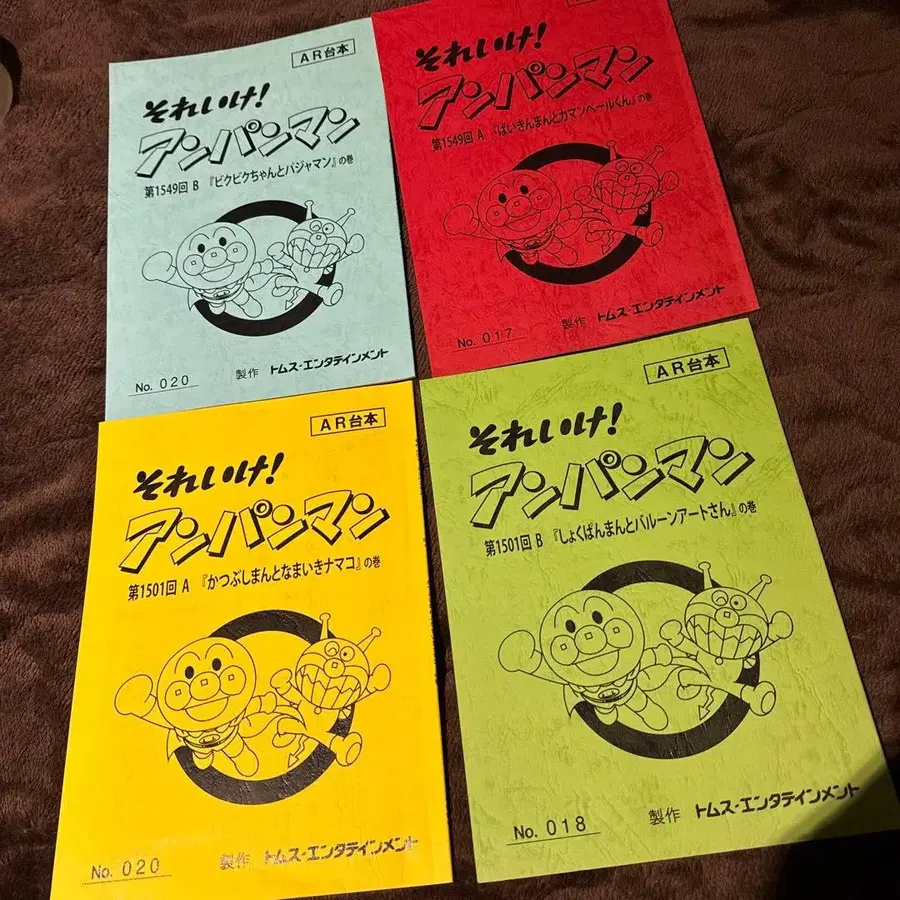 AR台本
それいけ!
アンパンマン
第1549回 B 『ビクビクちゃんとパジャマン』の巻
No. 020 製作 トムス・エンタテインメント
それいけ!
アンパンマン
第1549回 A 『ばいきんまんとカマンベールくん』の巻
No. 017 製作 トムス・エンタテインメント
AR台本
それいけ!
アンパンマン
第1501回 A 『かつぶしまんとなまいきナマコ』の巻
No. 020 製作 トムス・エンタテインメント
AR台本
それいけ!
アンパンマン
第1501回 B 『しょくぱんまんとバルーンアートさん』の巻
No. 018 製作 トムス・エンタテインメント